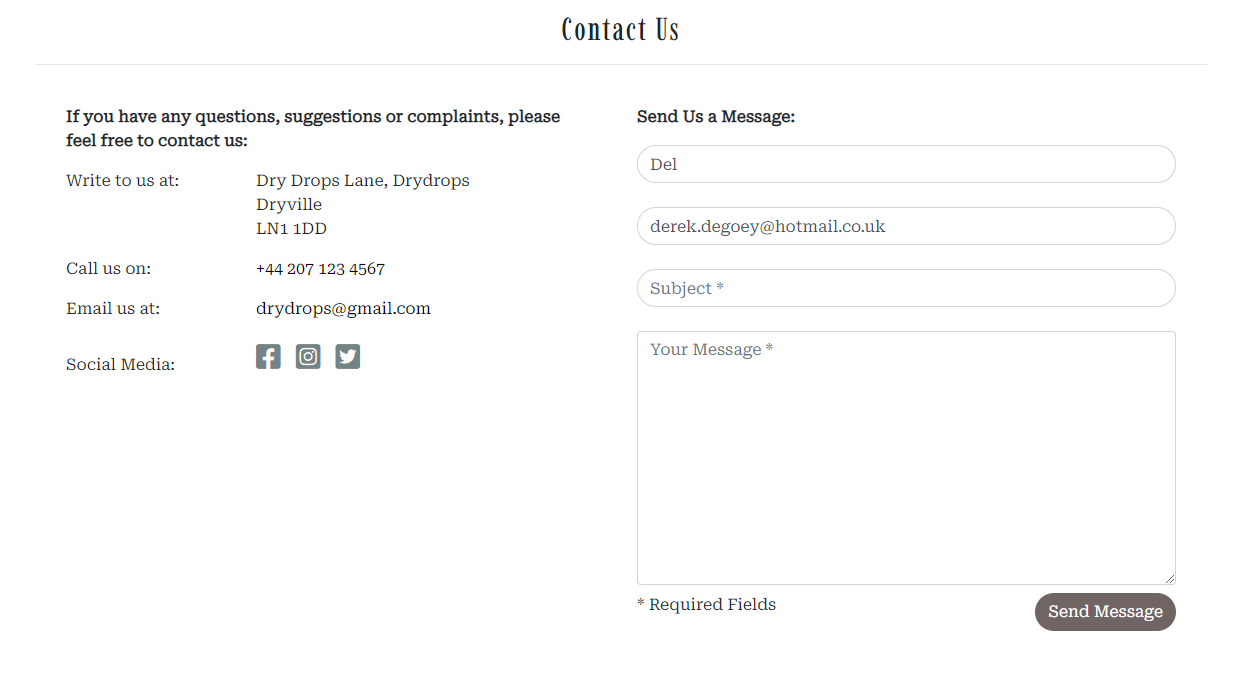 Contact Us
If you have any questions, suggestions or complaints, please
feel free to contact us:
Write to us at:
Dry Drops Lane, Drydrops
Dryville
LN1 1DD
Call us on:
+44 207 123 4567
Email us at:
drydrops@gmail.com
Social Media:
Send Us a Message:
Del
derek.degoey@hotmail.co.uk
Subject *
Your Message *
* Required Fields
Send Message